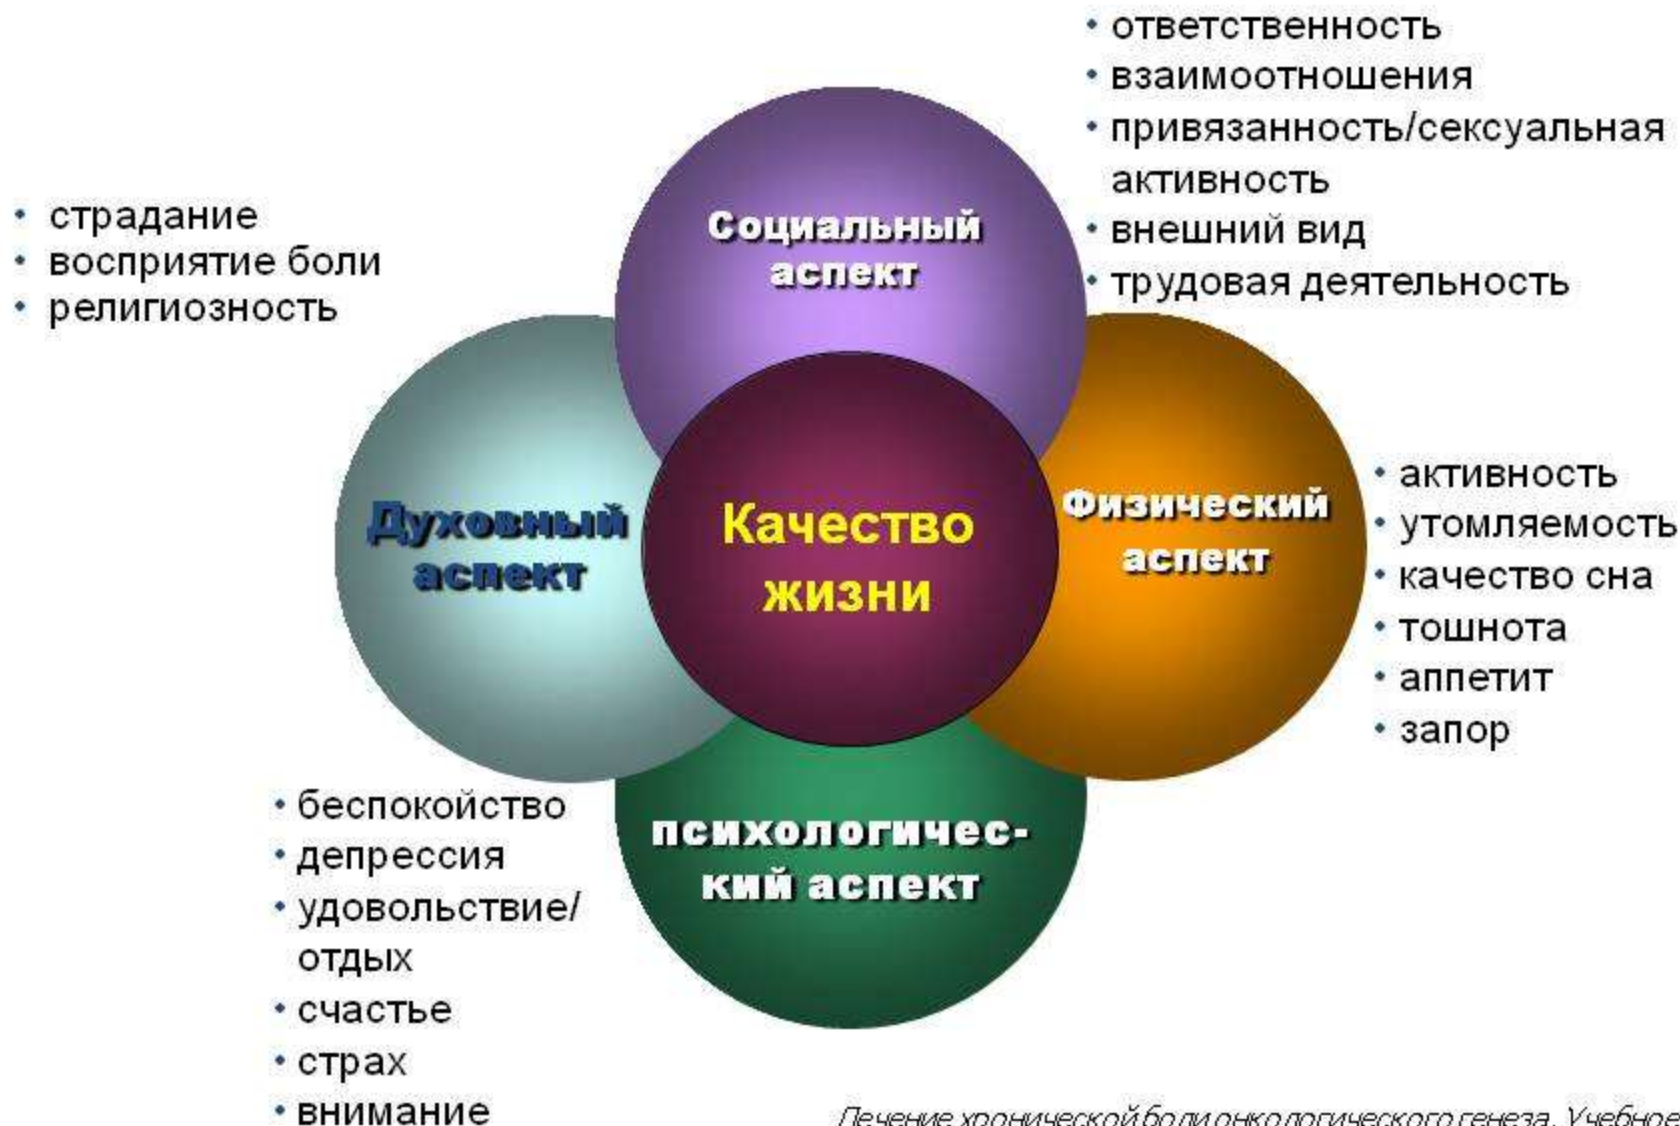 • ответственность
• взаимоотношения
• привязанность/сексуальная
активность
• внешний вид
• трудовая деятельность
• страдание
• восприятие боли
• религиозность
Социальный
аспект
Духовный
аспект
Качество
жизни
Физический
аспект
• активность
• утомляемость
• качество сна
• тошнота
• аппетит
• запор
психологичес-
кий аспект
• беспокойство
• депрессия
• удовольствие/
отдых
• счастье
• страх
• внимание
Лечение хронической боли онкологического генеза. Учебное